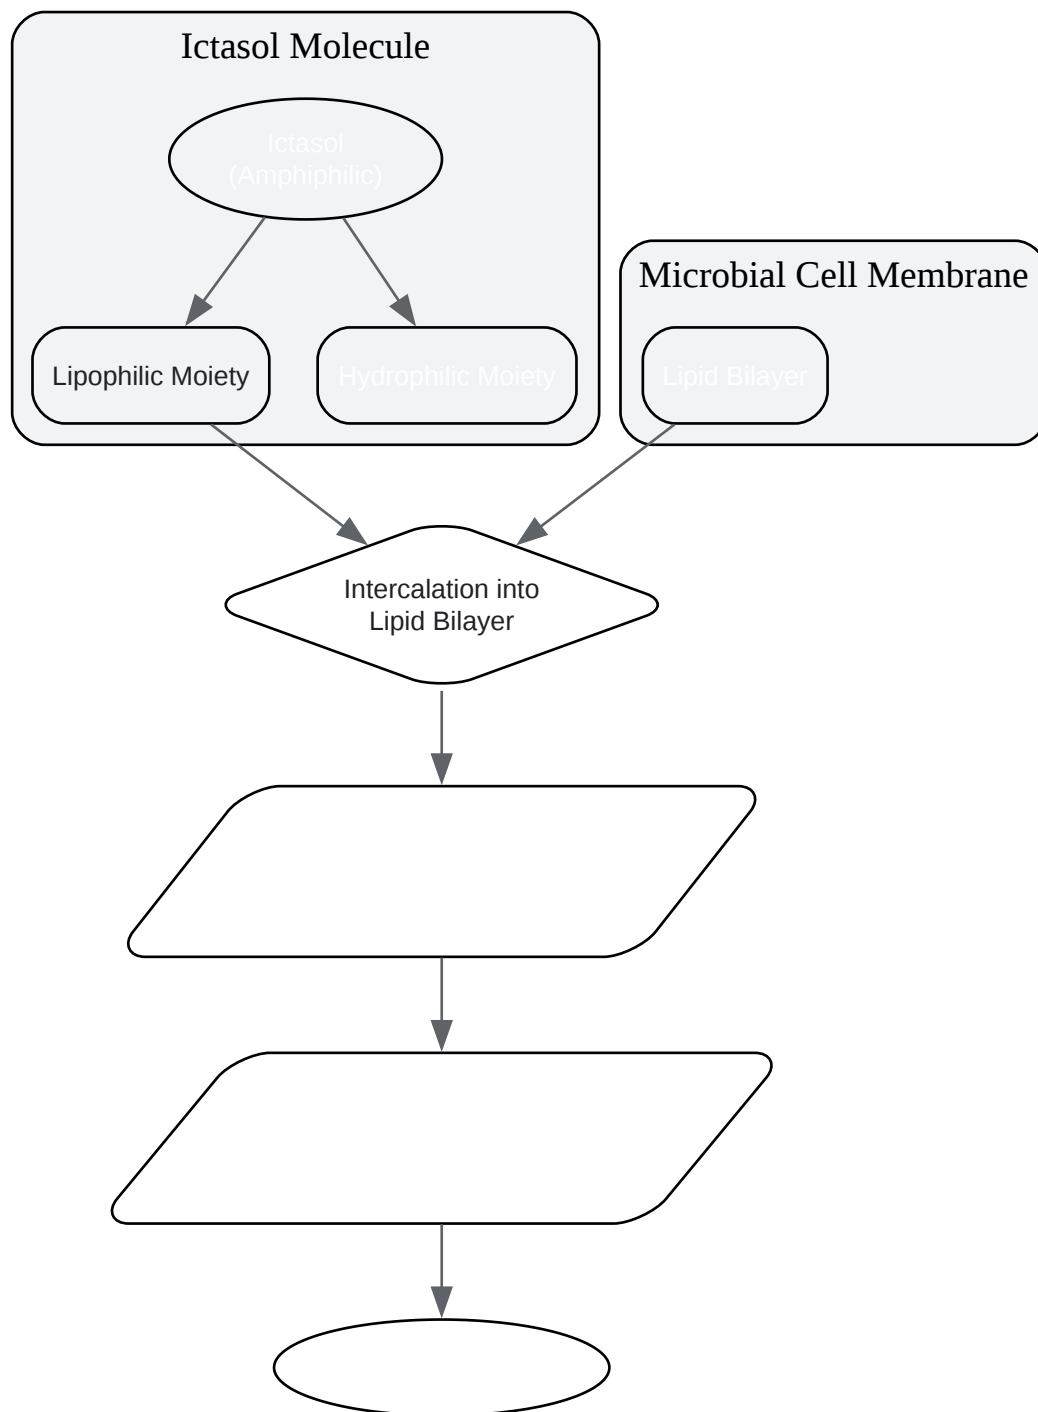 Ictasol Molecule
Ictasol
(Amphiphilic)
Microbial Cell Membrane
Lipophilic Moiety
Hydrophilic Moiety
Lipid Bilayer
Intercalation into
Lipid Bilayer